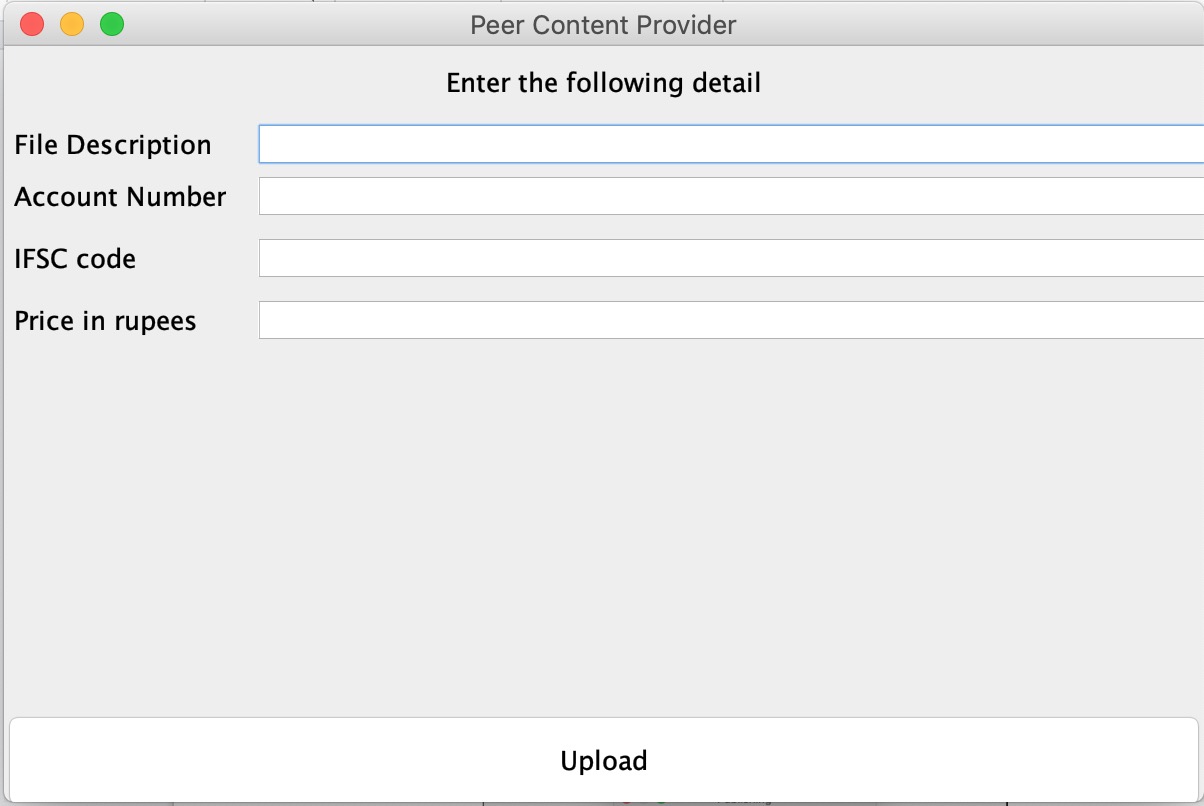 Peer Content Provider
Enter the following detail
File Description
Account Number
IFSC code
Price in rupees
Upload